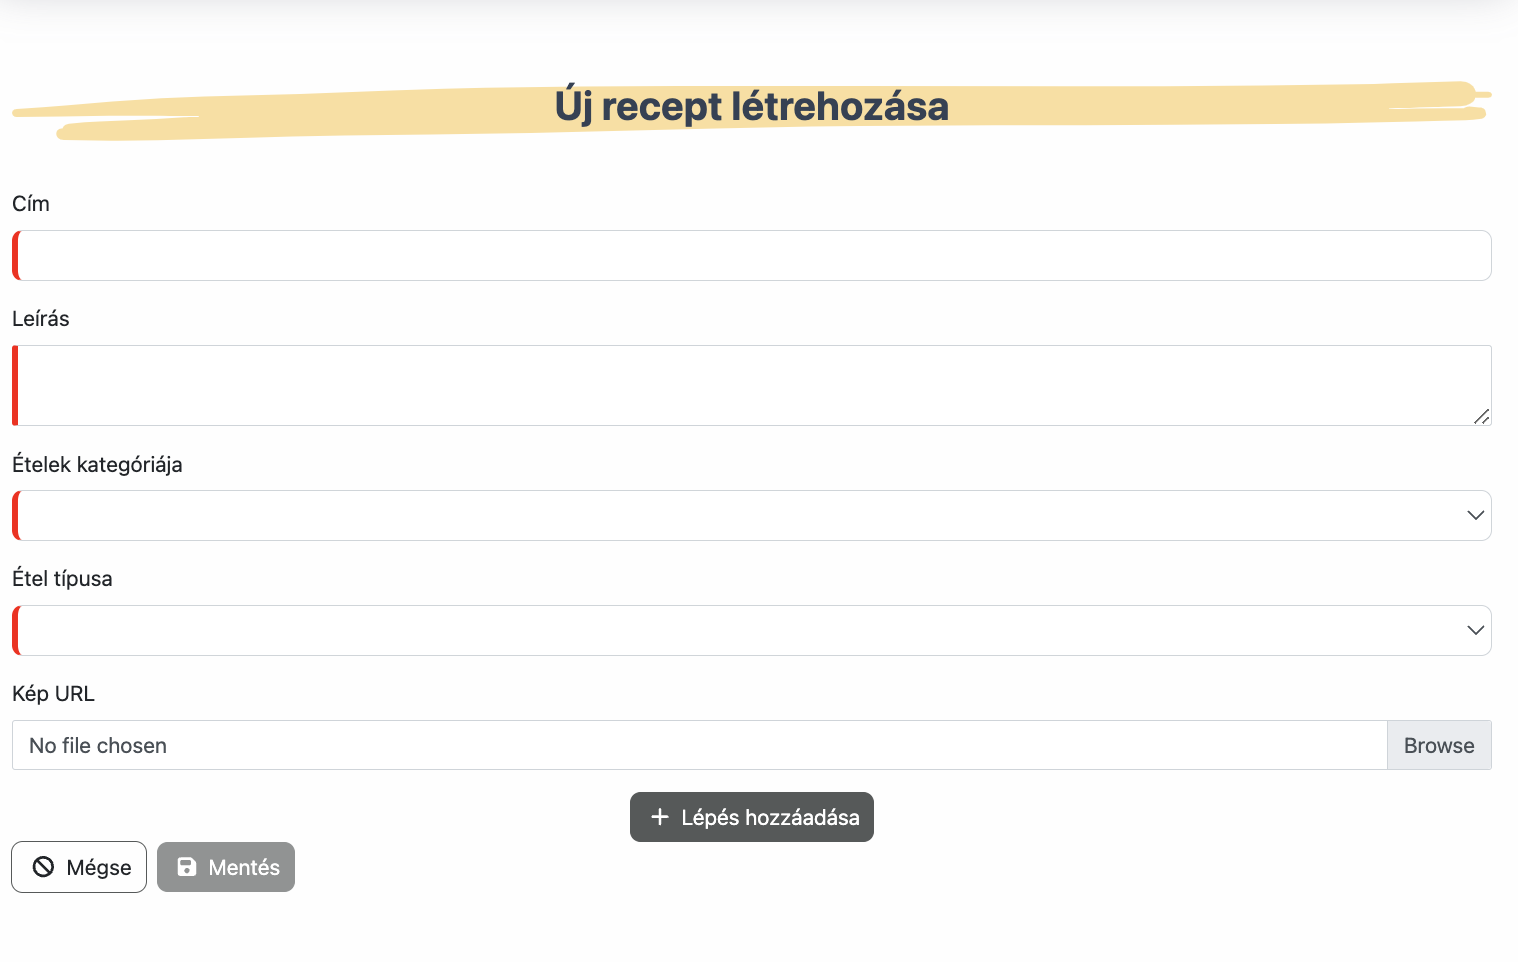 Új recept létrehozása
Cím
Leírás
Ételek kategóriája
Étel típusa
Kép URL
No file chosen
Browse
Lépés hozzáadása
Mégse
Mentés